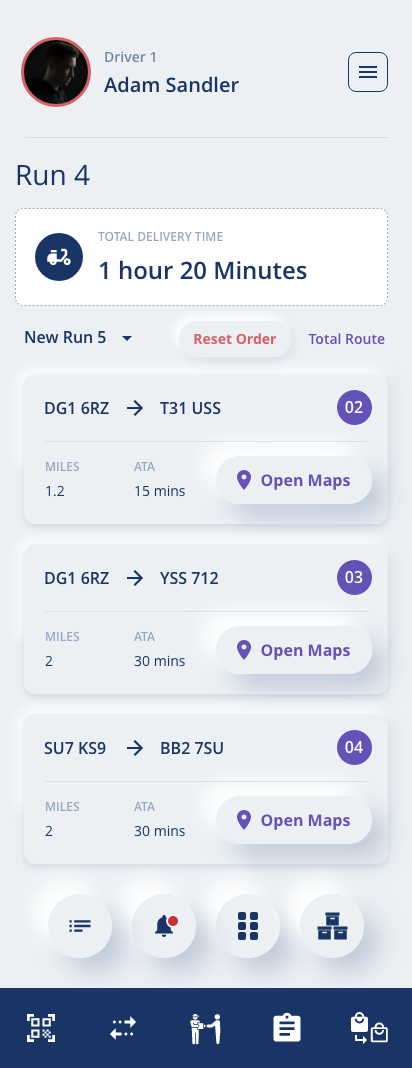 Driver 1
Adam Sandler
Run 4
TOTAL DELIVERY TIME
1 hour 20 Minutes
New Run 5 Reset Order Total Route
DG1 6RZ T31 USS 02
MILES ATA
1.2 15 mins Open Maps
DG1 6RZ YSS 712 03
MILES ATA
2 30 mins Open Maps
SU7 KS9 BB2 7SU 04
MILES ATA
2 30 mins Open Maps